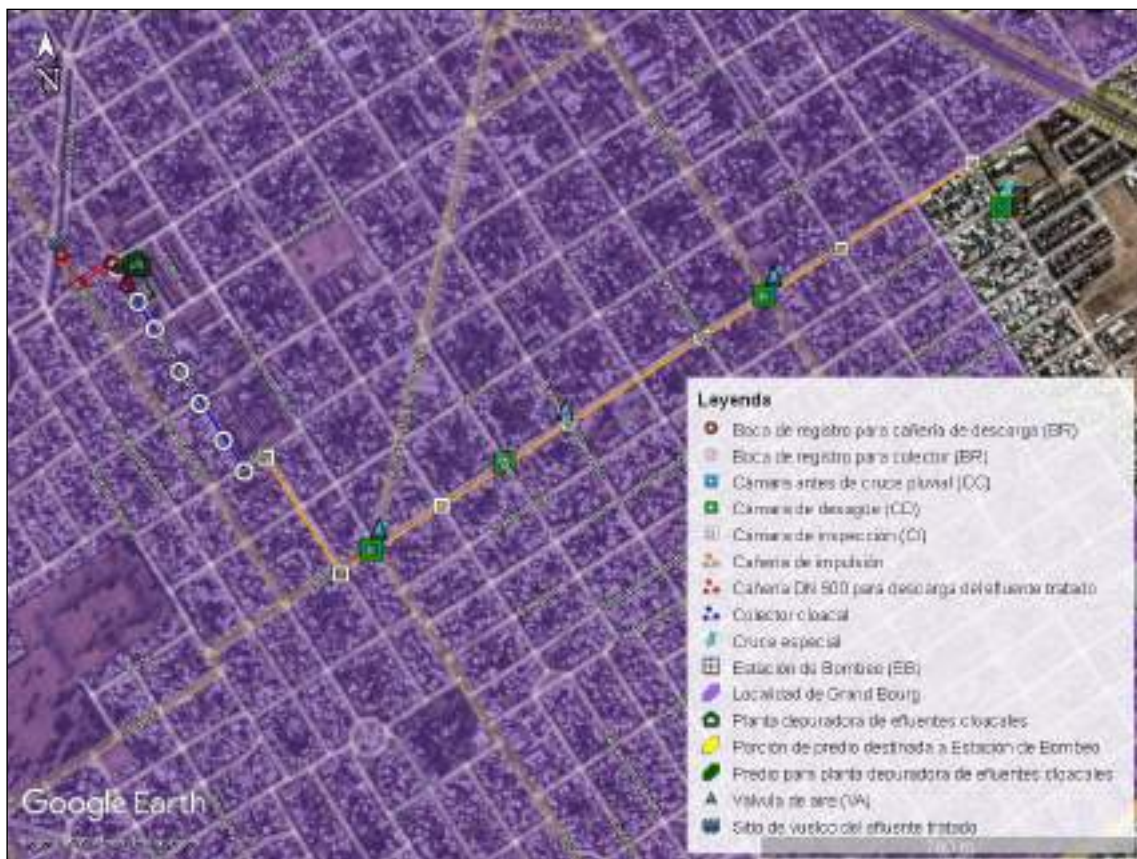 N
Leyenda
Boca de registro para cañería de descarga (BR)
Boca de registro para colector (BR)
Cámara antes de cruce pluvial (CC)
Cámara de desagüe (CD)
Cámara de inspección (CI)
Cañería de impulsión
Cañería DN 500 para descarga del efluente tratado
Colector cloacal
Cruce especial
Estación de Bombeo (EB)
Localidad de Grand Bourg
Planta depuradora de efluentes cloacales
Porción de predio destinada a Estación de Bombeo
Predio para planta depuradora de efluentes cloacales
Válvula de aire (VA)
Sitio de vuelco del efluente tratado
Google Earth